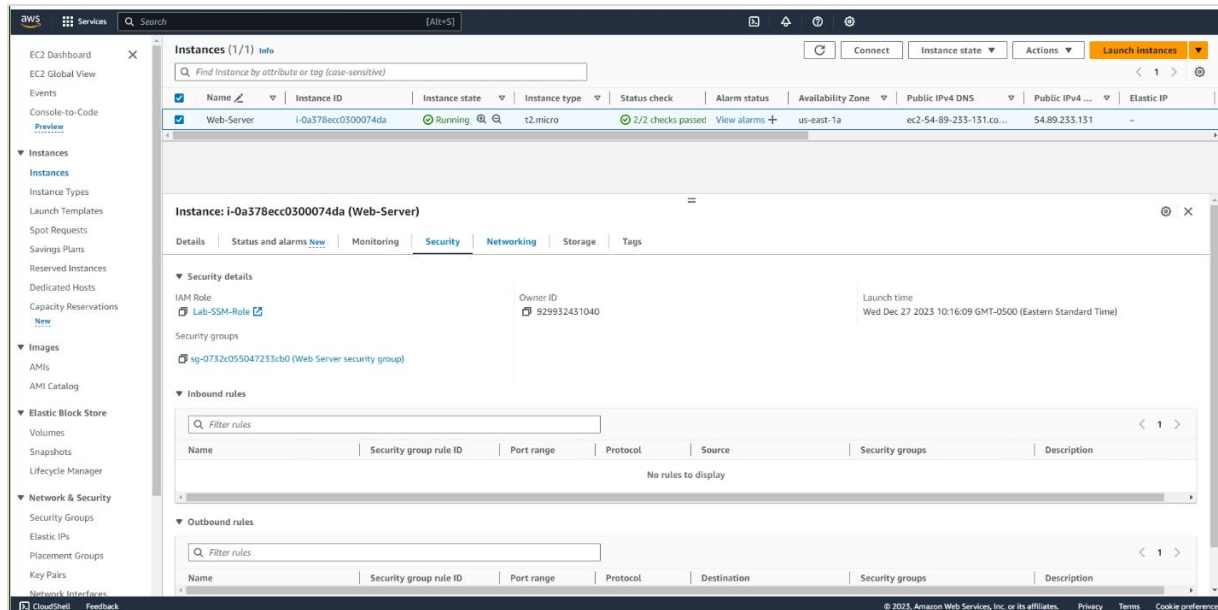 aws Services Search [Alt+S]
EC2 Dashboard
EC2 Global View
Events
Console-to-Code
Preview
Instances
Instances
Instance Types
Launch Templates
Spot Requests
Savings Plans
Reserved Instances
Dedicated Hosts
Capacity Reservations
New
Images
AMIs
AMI Catalog
Elastic Block Store
Volumes
Snapshots
Lifecycle Manager
Network & Security
Security Groups
Elastic IPs
Placement Groups
Key Pairs
Network Interfaces
Instances (1/1) Info
Connect Instance state Actions Launch instances
Find Instance by attribute or tag (case-sensitive)
1
Name Instance ID Instance state Instance type Status check Alarm status Availability Zone Public IPv4 DNS Public IPv4 ... Elastic IP
Web-Server i-0a378ecc0300074da Running t2.micro 2/2 checks passed View alarms + us-east-1a ec2-54-89-233-131.co... 54.89.233.131 –
Instance: i-0a378ecc0300074da (Web-Server)
Details Status and alarms New Monitoring Security Networking Storage Tags
Security details
IAM Role Owner ID Launch time
Lab-SSM-Role 929932431040 Wed Dec 27 2023 10:16:09 GMT-0500 (Eastern Standard Time)
Security groups
sg-0732c055047233cb0 (Web Server security group)
Inbound rules
Filter rules
1
Name Security group rule ID Port range Protocol Source Security groups Description
No rules to display
Outbound rules
Filter rules
1
Name Security group rule ID Port range Protocol Destination Security groups Description
CloudShell Feedback © 2023, Amazon Web Services, Inc. or its affiliates. Privacy Terms Cookie preferences